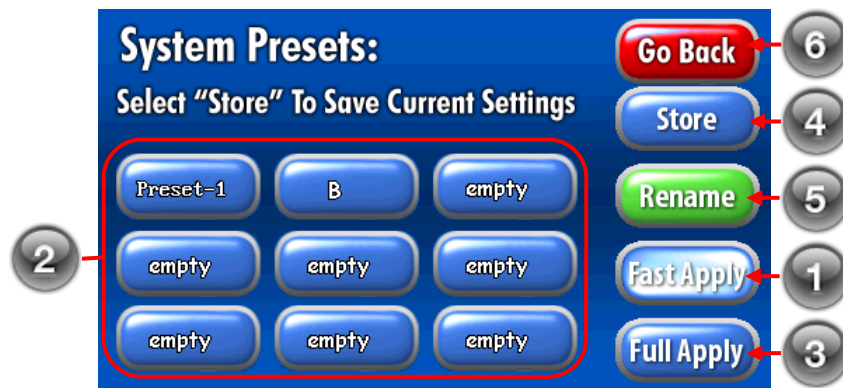 System Presets:
Select "Store" To Save Current Settings
Preset-1 B empty
empty empty empty
empty empty empty
Go Back
Store
Rename
Fast Apply
Full Apply
6
4
5
1
3
2